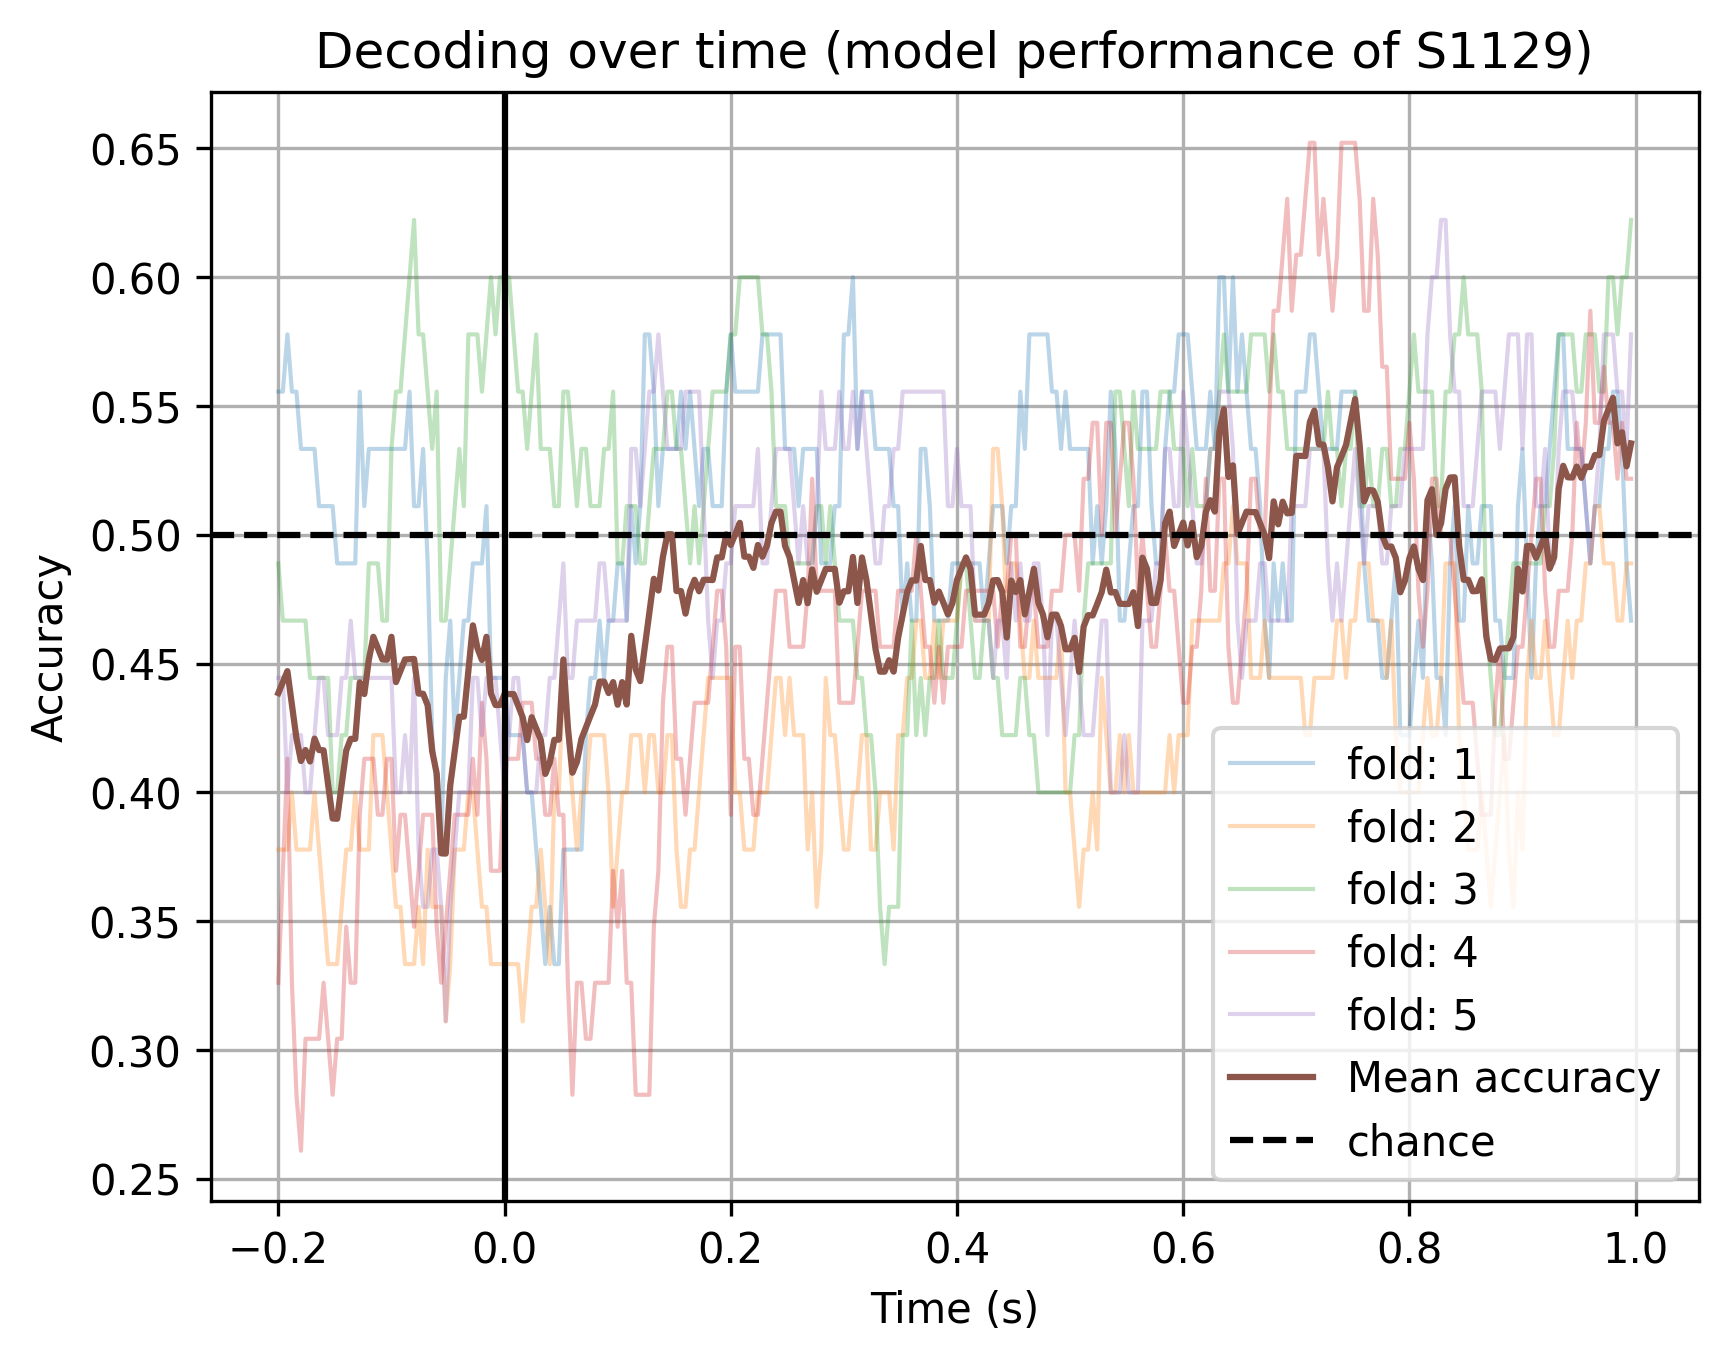 Decoding over time (model performance of S1129)
Accuracy
0.65
0.60
0.55
0.50
0.45
0.40
0.35
0.30
0.25
fold: 1
fold: 2
fold: 3
fold: 4
fold: 5
Mean accuracy
chance
−0.2 0.0 0.2 0.4 0.6 0.8 1.0
Time (s)